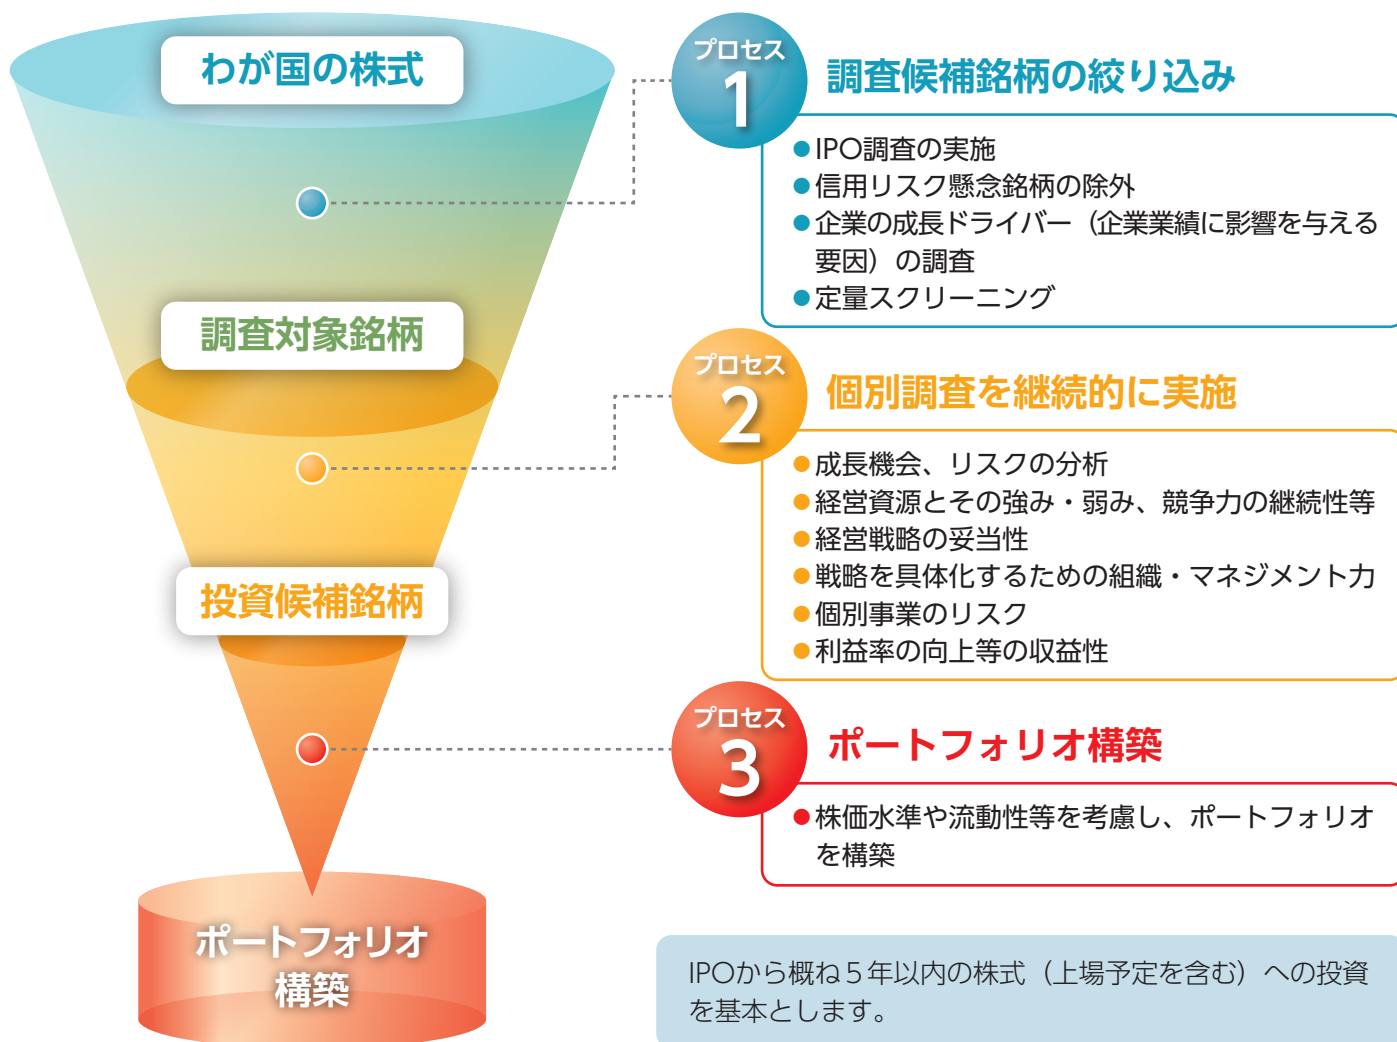 わが国の株式
調査対象銘柄
投資候補銘柄
ポートフォリオ
構築
プロセス
1
調査候補銘柄の絞り込み
●IPO調査の実施
●信用リスク懸念銘柄の除外
●企業の成長ドライバー（企業業績に影響を与える
要因）の調査
●定量スクリーニング
プロセス
2
個別調査を継続的に実施
●成長機会、リスクの分析
●経営資源とその強み・弱み、競争力の継続性等
●経営戦略の妥当性
●戦略を具体化するための組織・マネジメント力
●個別事業のリスク
●利益率の向上等の収益性
プロセス
3
ポートフォリオ構築
●株価水準や流動性等を考慮し、ポートフォリオ
を構築
IPOから概ね５年以内の株式（上場予定を含む）への投資
を基本とします。